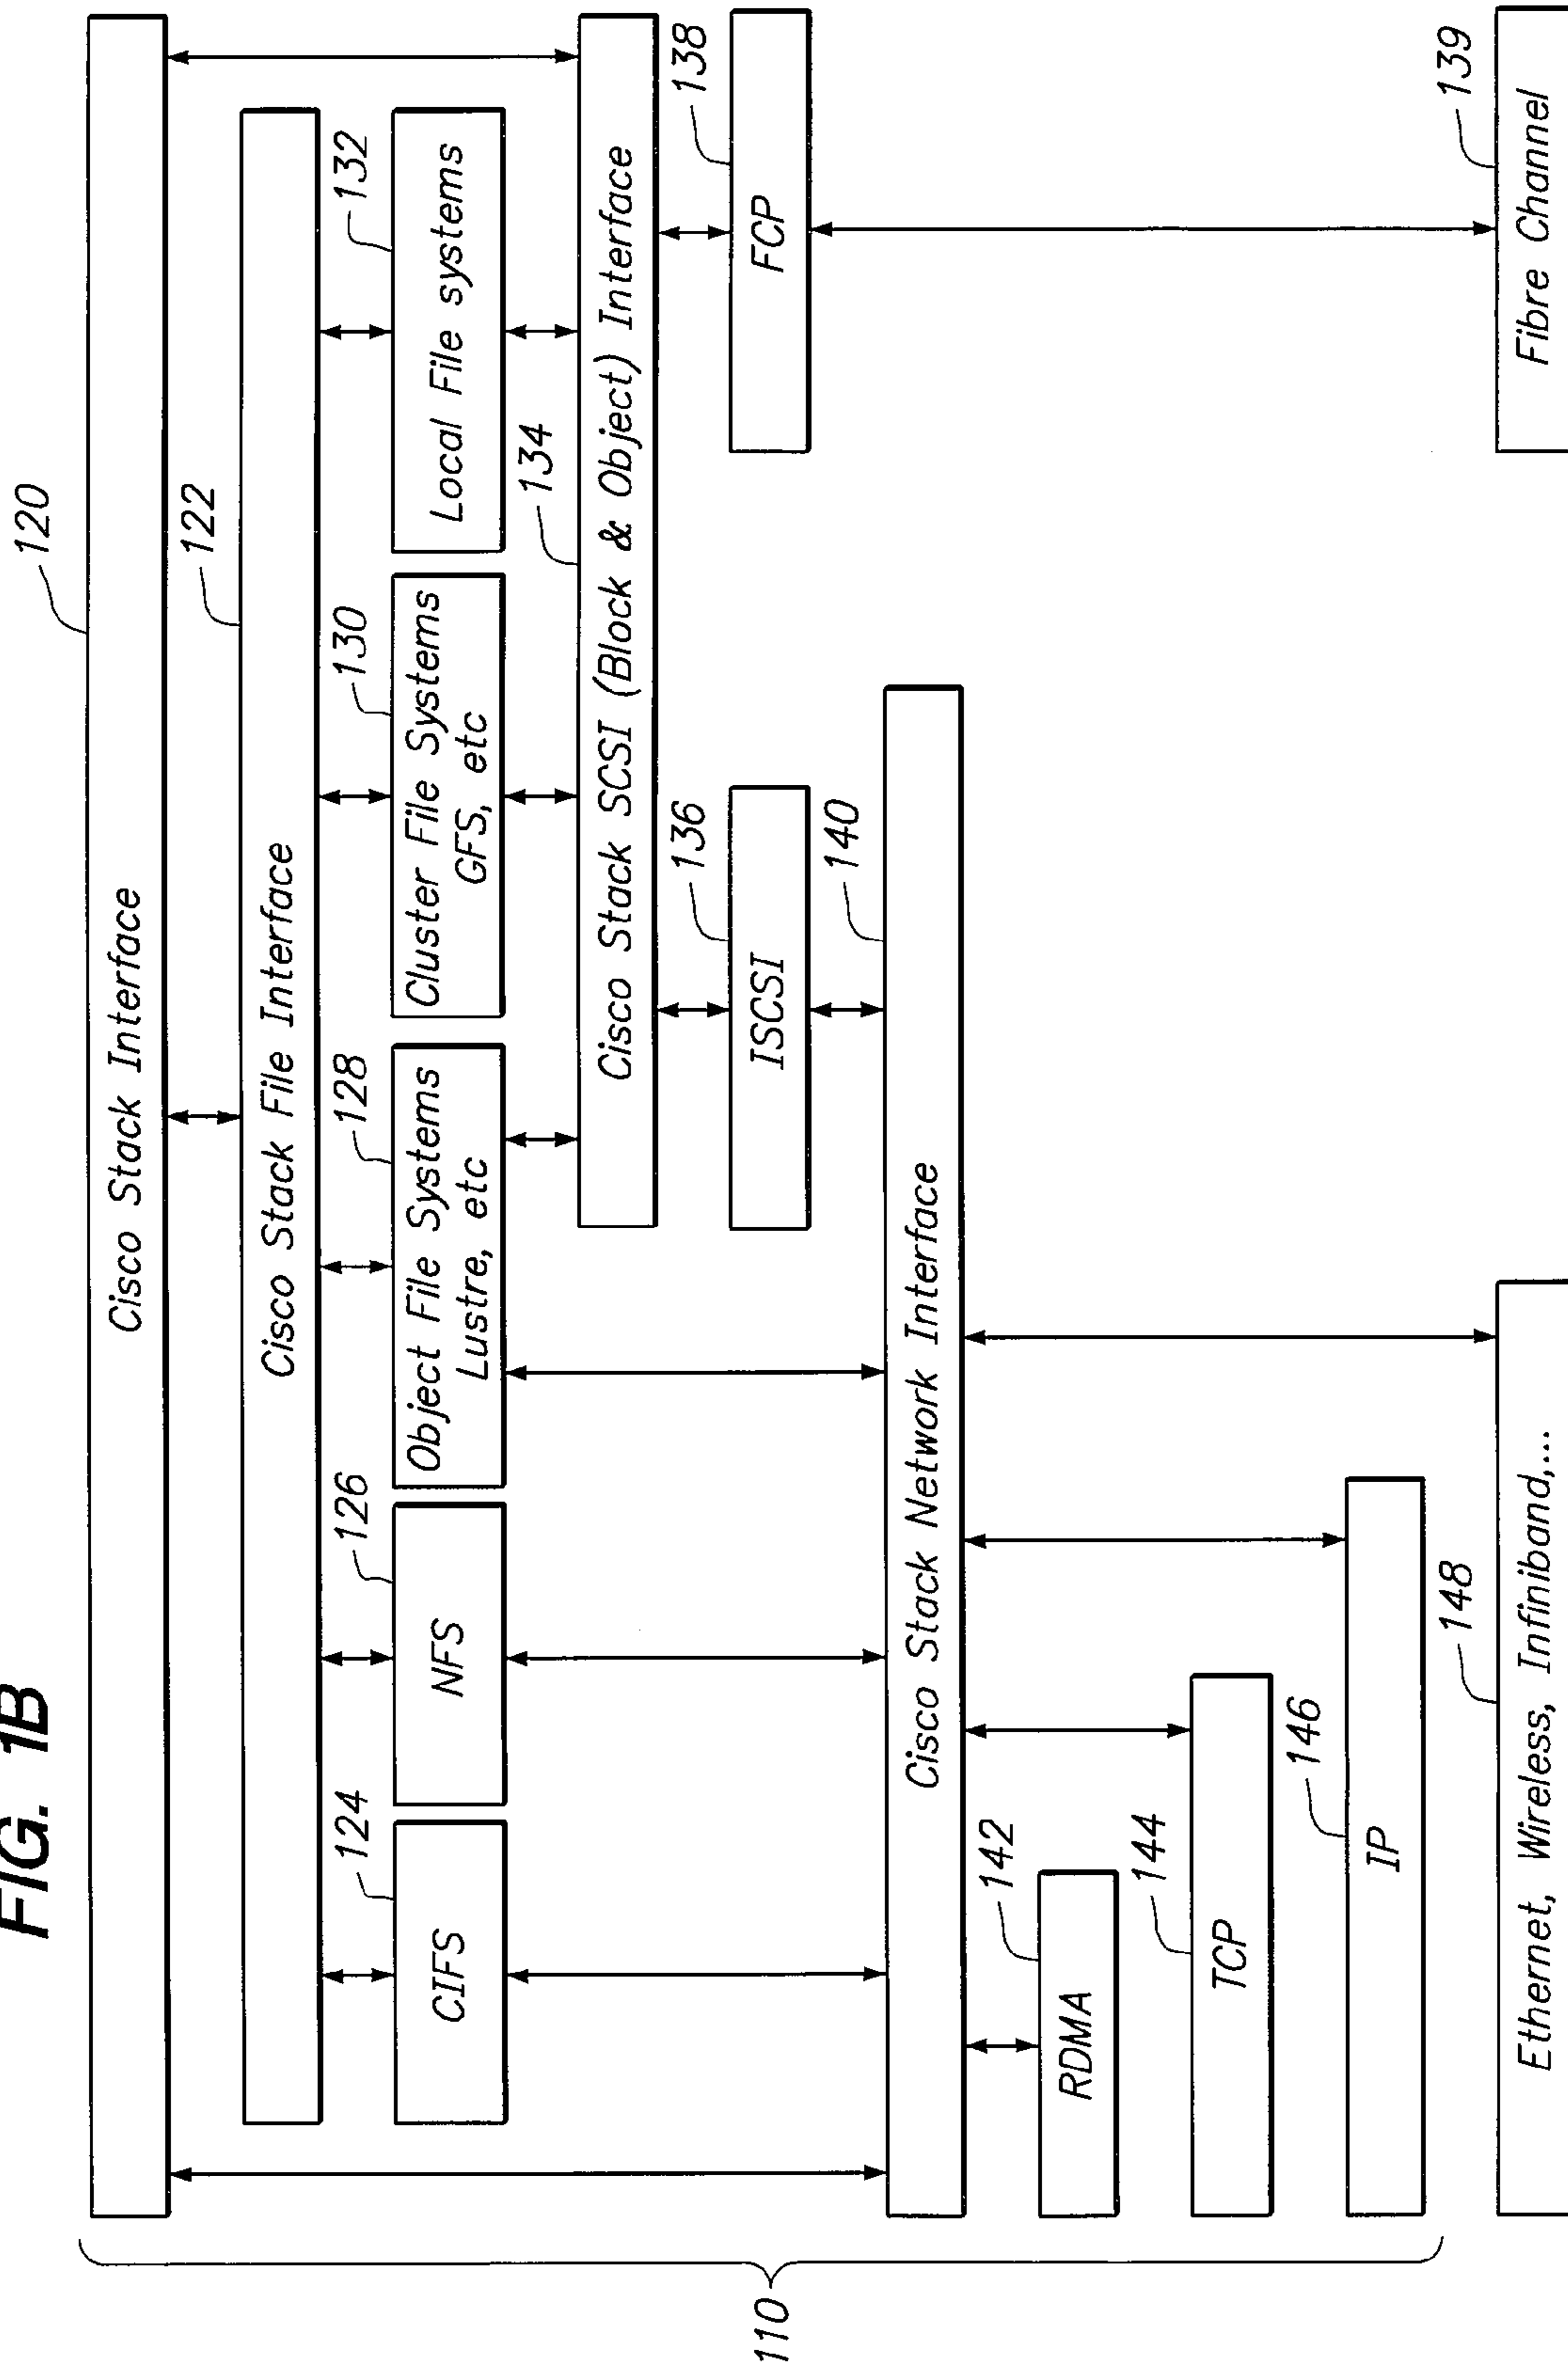 FIG. 1B
120
Cisco Stack Interface
122
Cisco Stack File Interface
124
126
128
130
132
CIFS
NFS
Object File Systems
Lustre, etc
Cluster File Systems
GFS, etc
Local File systems
134
Cisco Stack SCSI (Block & Object) Interface
136
138
ISCSI
FCP
140
Cisco Stack Network Interface
142
RDMA
144
TCP
146
IP
148
139
Ethernet, Wireless, Infiniband,...
Fibre Channel
110